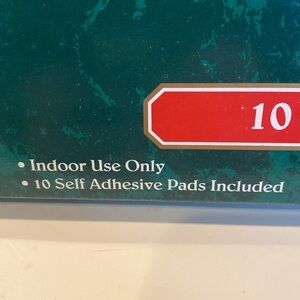 10
• Indoor Use Only
• 10 Self Adhesive Pads Included